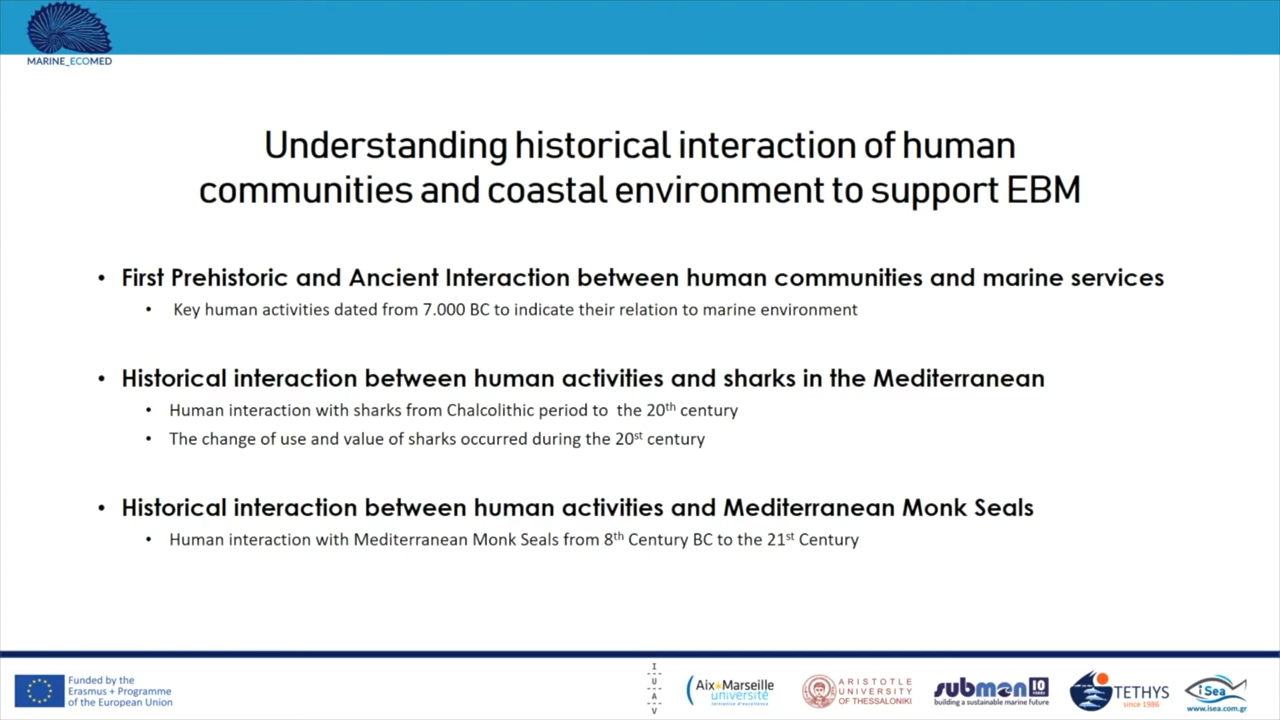 MARINE_ECOMED
Understanding historical interaction of human
communities and coastal environment to support EBM
• First Prehistoric and Ancient Interaction between human communities and marine services
• Key human activities dated from 7.000 BC to indicate their relation to marine environment
• Historical interaction between human activities and sharks in the Mediterranean
• Human interaction with sharks from Chalcolithic period to the 20th century
• The change of use and value of sharks occurred during the 20st century
• Historical interaction between human activities and Mediterranean Monk Seals
• Human interaction with Mediterranean Monk Seals from 8th Century BC to the 21st Century
Funded by the
Erasmus + Programme
of the European Union
I
U
A
V
Aix*Marseille
université
Initiative d'excellence
ARISTOTLE
UNIVERSITY
OF THESSALONIKI
submon 10
building a sustainable marine future
TETHYS
since 1986
iSea
www.isea.com.gr